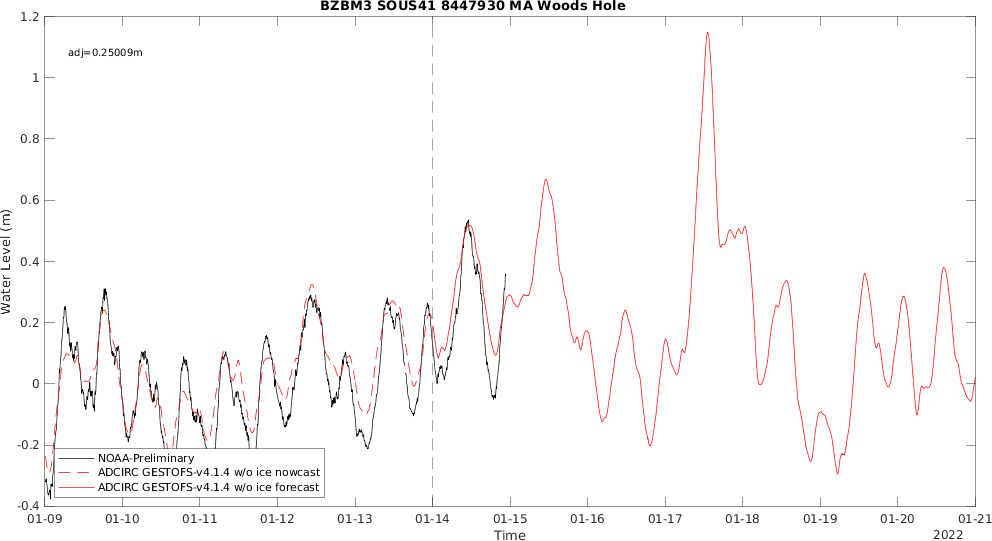 BZBM3 SOUS41 8447930 MA Woods Hole
adj=0.25009m
1.2
1
0.8
0.6
0.4
0.2
0
-0.2
-0.4
Water Level (m)
NOAA-Preliminary
ADCIRC GESTOFS-v4.1.4 w/o ice nowcast
ADCIRC GESTOFS-v4.1.4 w/o ice forecast
01-09 01-10 01-11 01-12 01-13 01-14 01-15 01-16 01-17 01-18 01-19 01-20 01-21
Time
2022